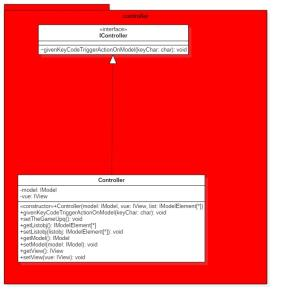 controller
«interface»
IController
~givenKeyCodeTriggerActionOnModel(keyChar: char): void
Controller
-model: IModel
-vue: IView
«constructor»+Controller(model: IModel, vue: IView, list: IModelElement[*])
+givenKeyCodeTriggerActionOnModel(keyChar: char): void
+setTheGameUp(): void
+getListobj(): IModelElement[*]
+setListobj(listobj: IModelElement[*]): void
+getModel(): IModel
+setModel(model: IModel): void
+getView(): IView
+setView(vue: IView): void